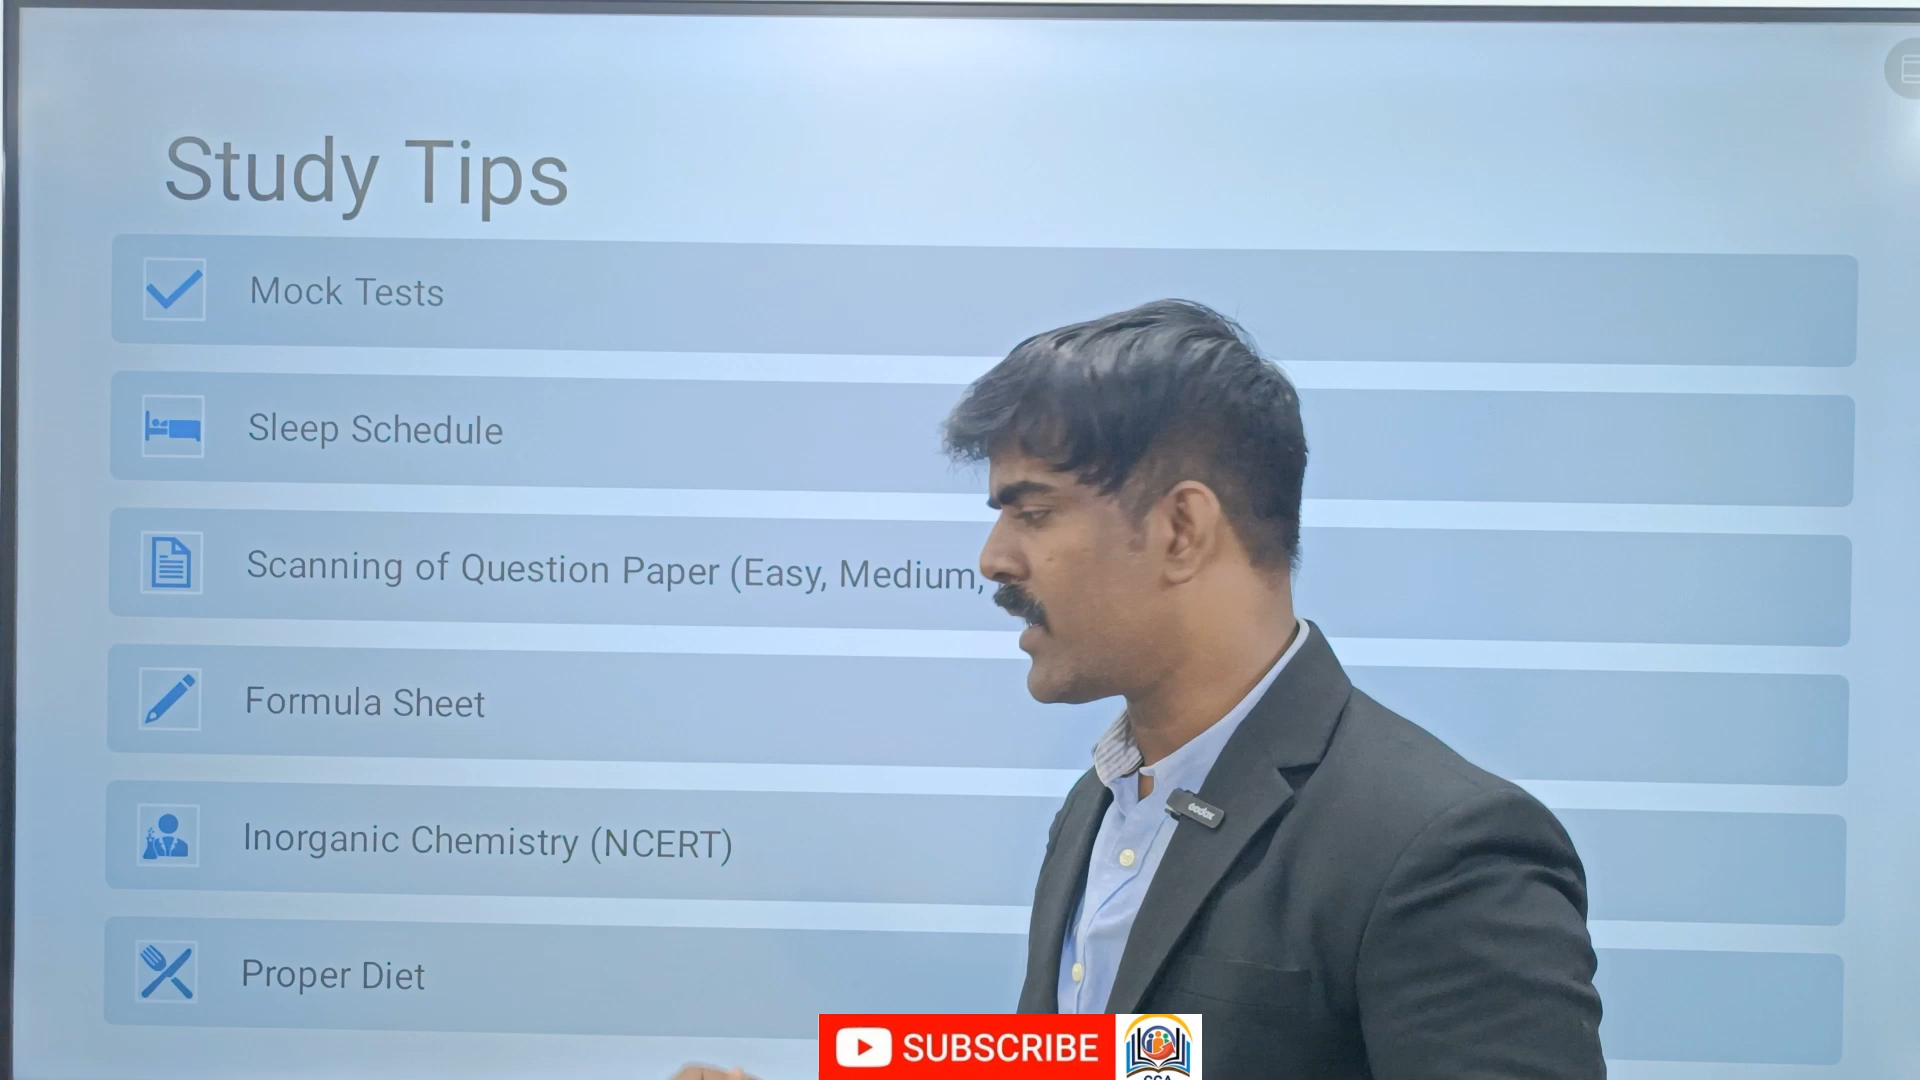 Study Tips
Mock Tests
Sleep Schedule
Scanning of Question Paper (Easy, Medium,
Formula Sheet
Inorganic Chemistry (NCERT)
Proper Diet
Godox
SUBSCRIBE